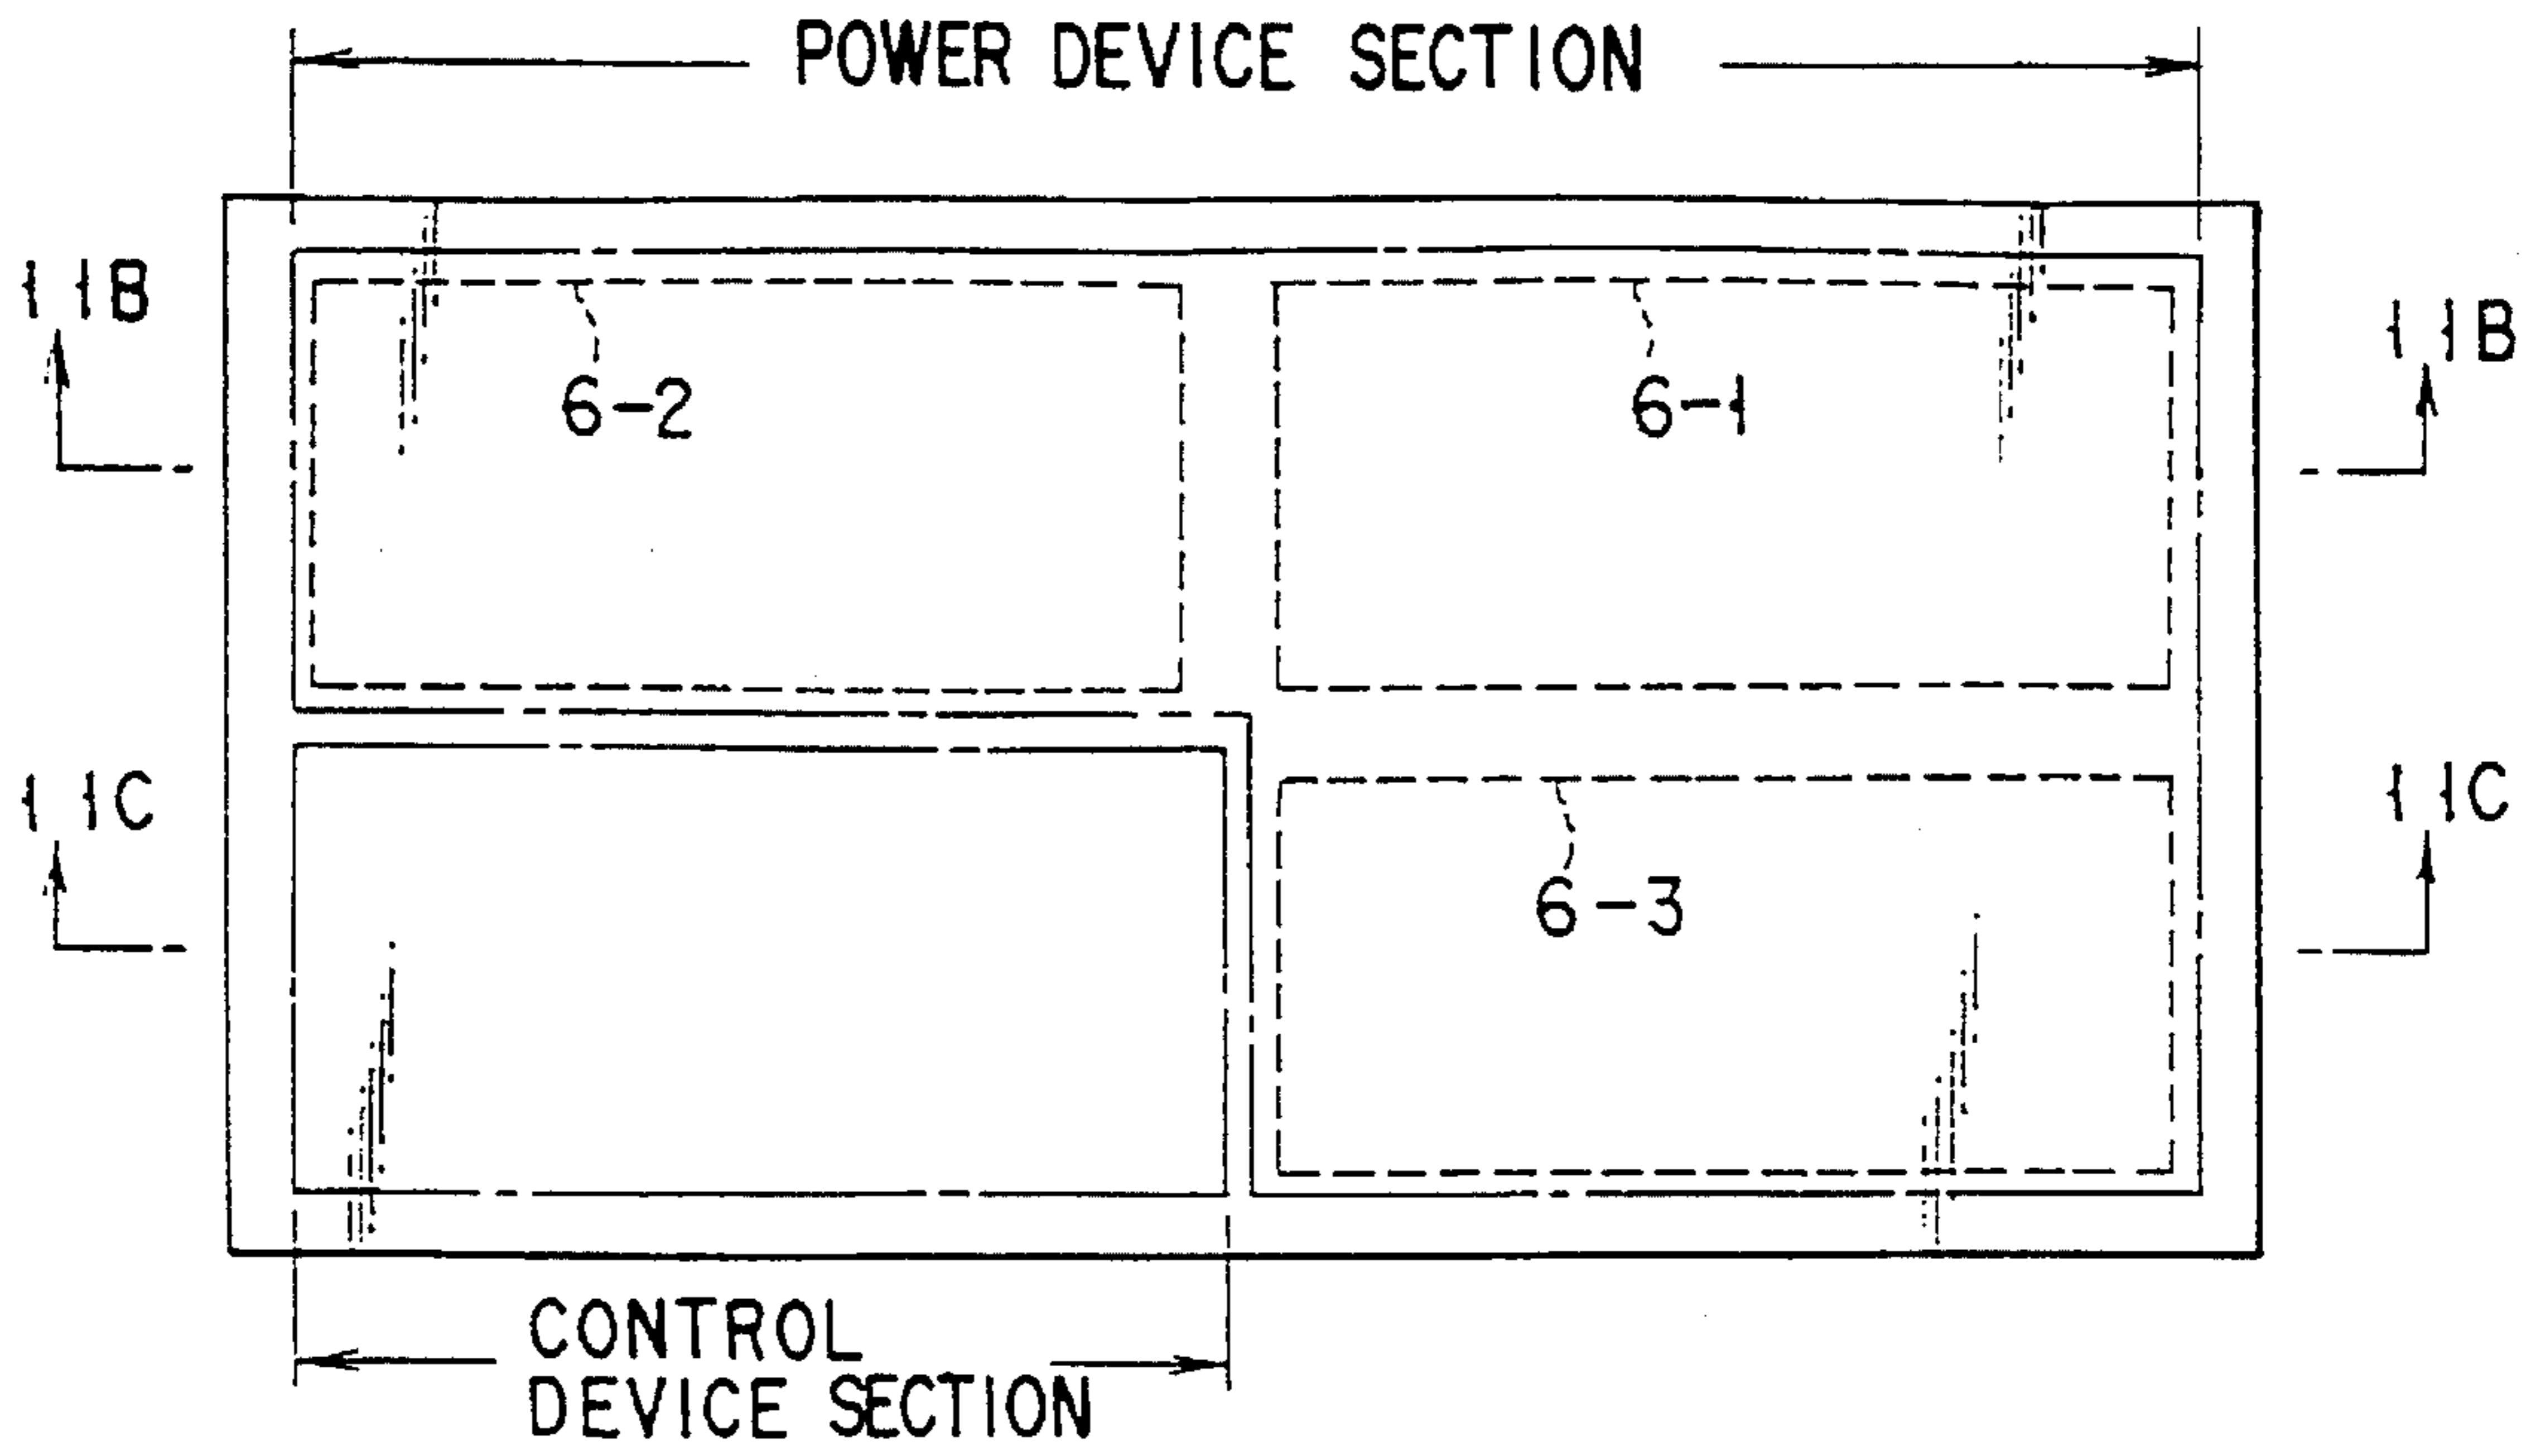 POWER DEVICE SECTION
11B
11B
6-2
6-1
11C
11C
6-3
CONTROL
DEVICE SECTION